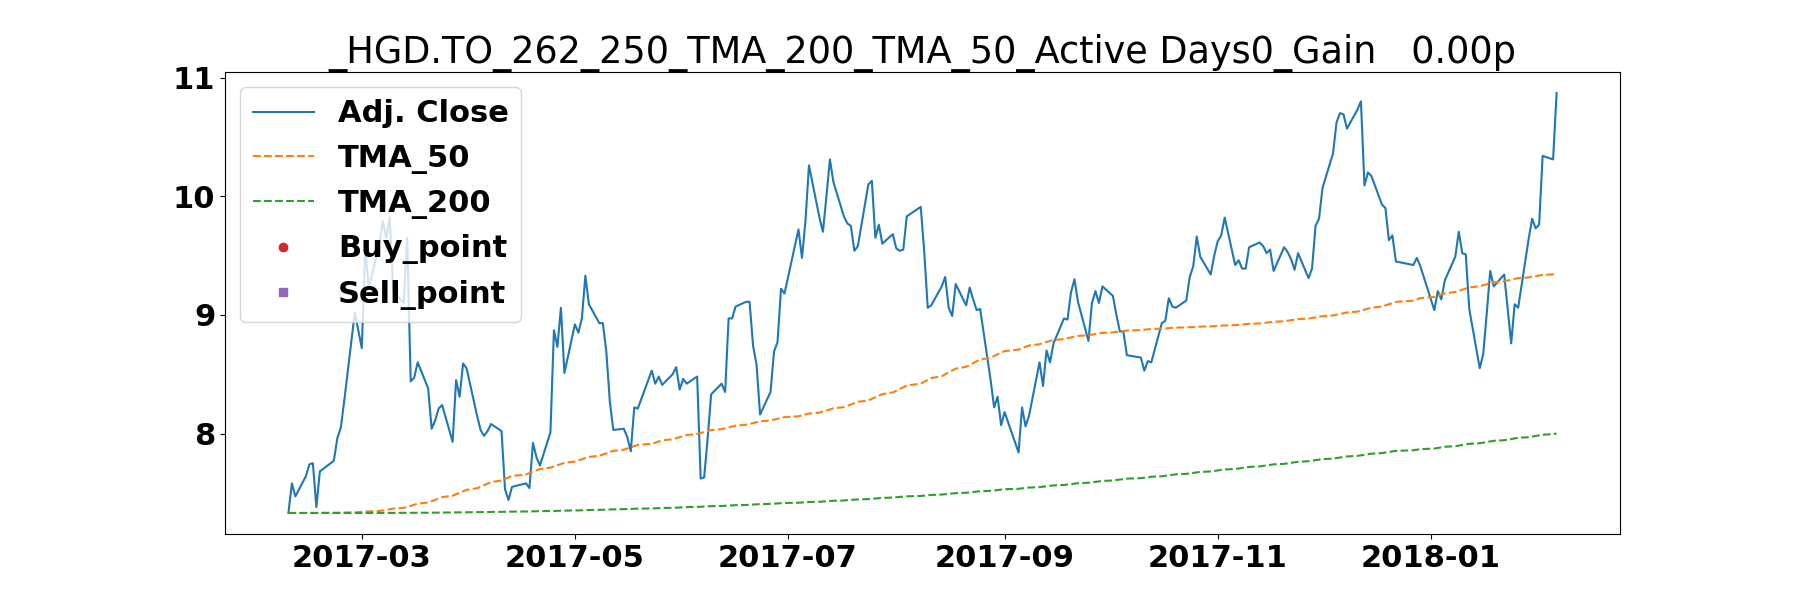 _HGD.TO_262_250_TMA_200_TMA_50_Active Days0_Gain   0.00p
11
10
9
8
Adj. Close
TMA_50
TMA_200
Buy_point
Sell_point
2017-03 2017-05 2017-07 2017-09 2017-11 2018-01